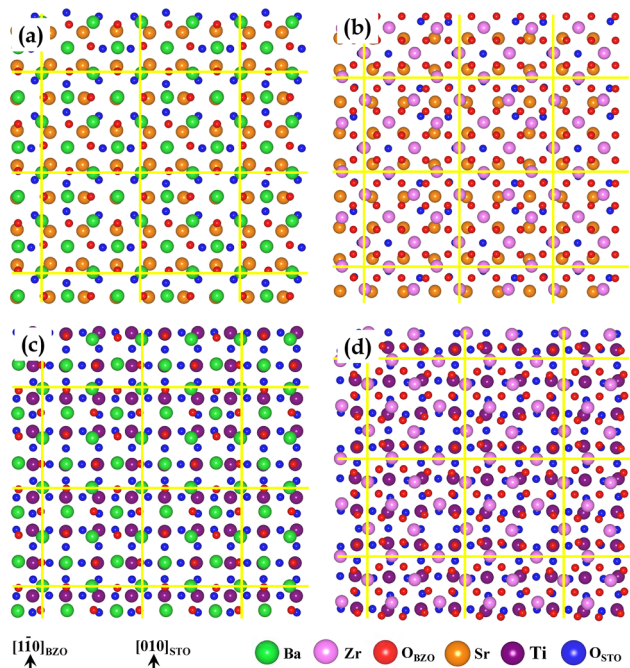 (a)
(b)
(c)
(d)
[11̄0]BZO
[010]STO
Ba
Zr
OBZO
Sr
Ti
OSTO